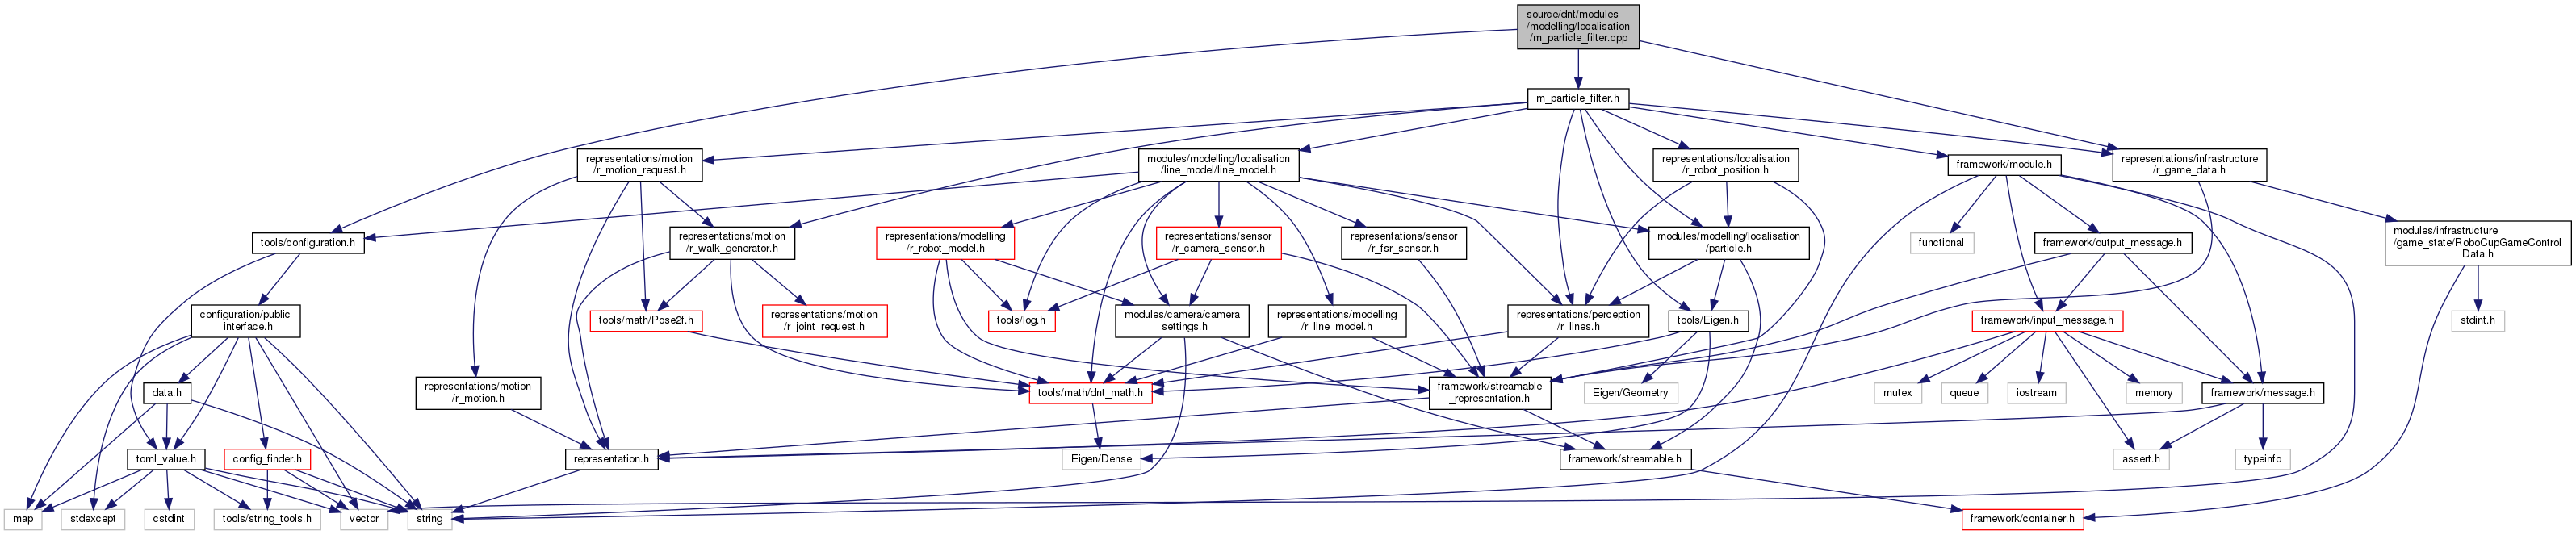 source/dnt/modules
/modelling/localisation
/m_particle_filter.cpp
m_particle_filter.h
representations/motion
/r_motion_request.h
modules/modelling/localisation
/line_model/line_model.h
representations/localisation
/r_robot_position.h
framework/module.h
representations/infrastructure
/r_game_data.h
tools/configuration.h
representations/motion
/r_walk_generator.h
representations/modelling
/r_robot_model.h
representations/sensor
/r_camera_sensor.h
representations/sensor
/r_fsr_sensor.h
modules/modelling/localisation
/particle.h
functional
framework/output_message.h
modules/infrastructure
/game_state/RoboCupGameControl
Data.h
configuration/public
_interface.h
tools/math/Pose2f.h
representations/motion
/r_joint_request.h
tools/log.h
modules/camera/camera
_settings.h
representations/modelling
/r_line_model.h
representations/perception
/r_lines.h
tools/Eigen.h
framework/input_message.h
stdint.h
data.h
representations/motion
/r_motion.h
tools/math/dnt_math.h
framework/streamable
_representation.h
Eigen/Geometry
mutex
queue
iostream
memory
framework/message.h
toml_value.h
config_finder.h
representation.h
Eigen/Dense
framework/streamable.h
assert.h
typeinfo
map
stdexcept
cstdint
tools/string_tools.h
vector
string
framework/container.h